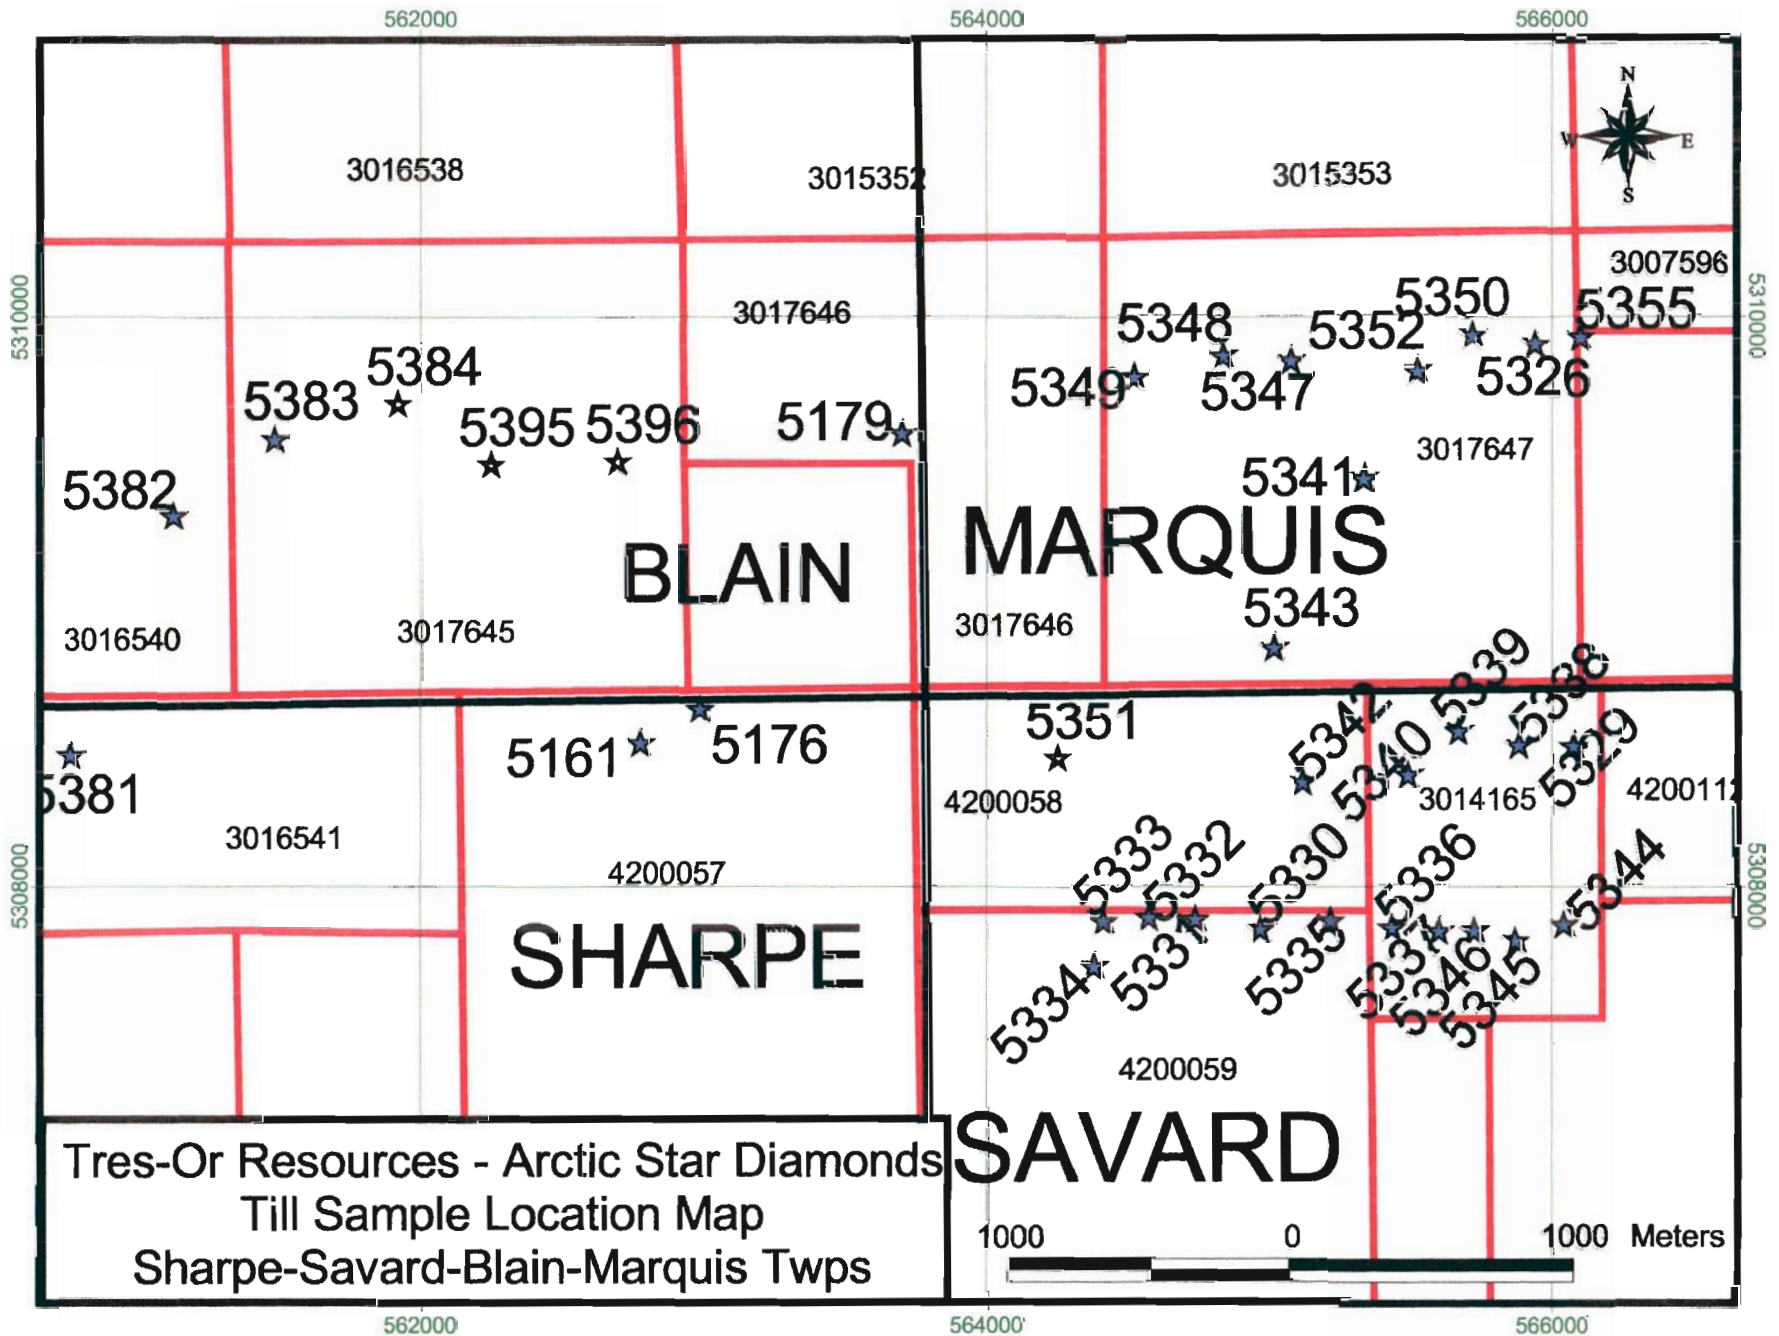 562000 564000 566000
N
W E
S
3016538 3015352 3015353
3007596
5310000 3017646 5310000
5348 5352 5350 5355
5349 5347 5326
5383 5384
5395 5396 5179
3017647
5382 5341
BLAIN MARQUIS
5343
3016540 3017645 3017646
5339 5338
5351 5342
5161 5176
5381 5340 5329
4200058 3014165 420011
3016541
4200057
5333 5332 5330 5336 5344
5308000 5308000
SHARPE
5334 5331 5335 5337 5346 5345
4200059
SAVARD
Tres-Or Resources - Arctic Star Diamonds
Till Sample Location Map
Sharpe-Savard-Blain-Marquis Twps
1000 0 1000 Meters
562000 564000 566000